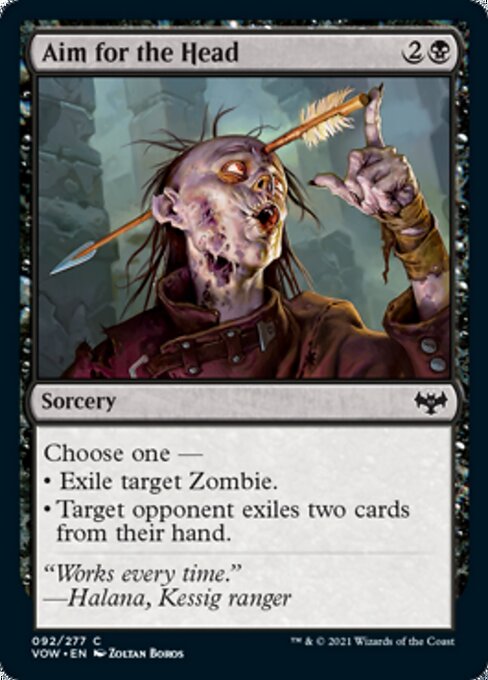 Aim for the Head 2
Sorcery
Choose one —
• Exile target Zombie.
• Target opponent exiles two cards
from their hand.
“Works every time.”
—Halana, Kessig ranger
092/277 C
VOW • EN Zoltan Boros
™ & © 2021 Wizards of the Coast